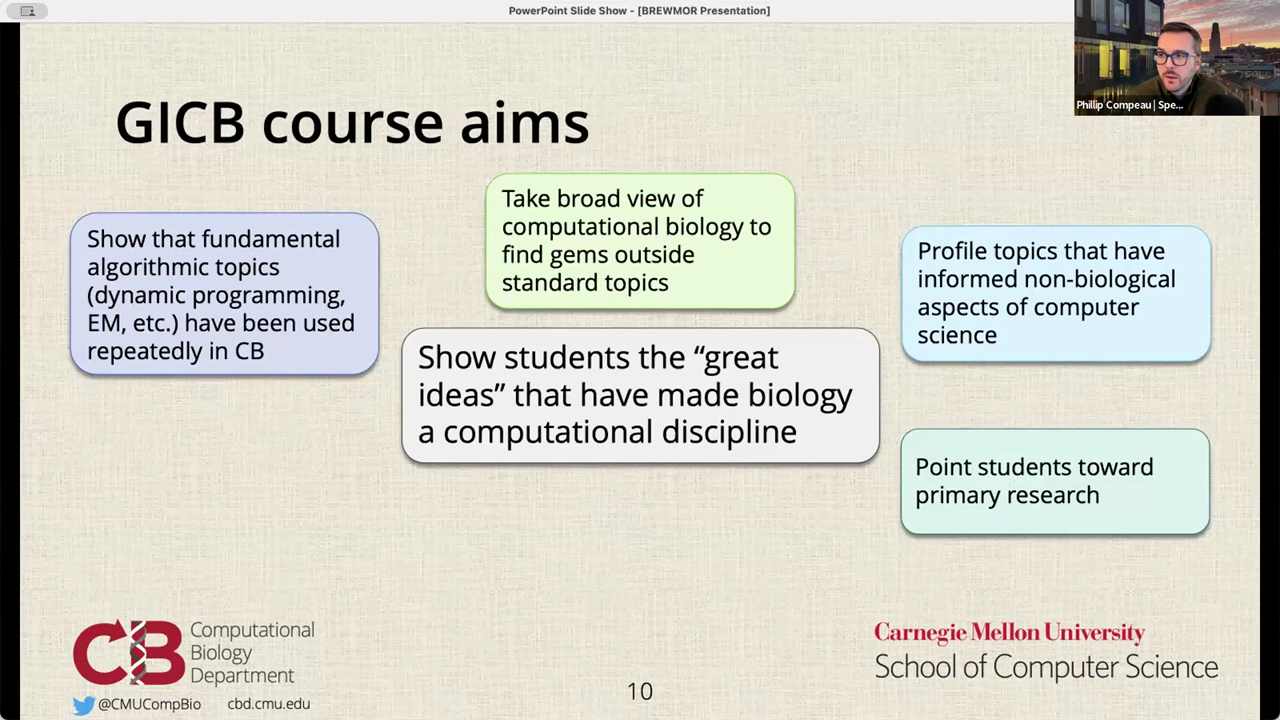 PowerPoint Slide Show - [BREWMOR Presentation]
Phillip Compeau | Spe...
GICB course aims
Show that fundamental
algorithmic topics
(dynamic programming,
EM, etc.) have been used
repeatedly in CB
Take broad view of
computational biology to
find gems outside
standard topics
Profile topics that have
informed non-biological
aspects of computer
science
Show students the “great
ideas” that have made biology
a computational discipline
Point students toward
primary research
CB
Computational
Biology
Department
@CMUCompBio cbd.cmu.edu
10
Carnegie Mellon University
School of Computer Science